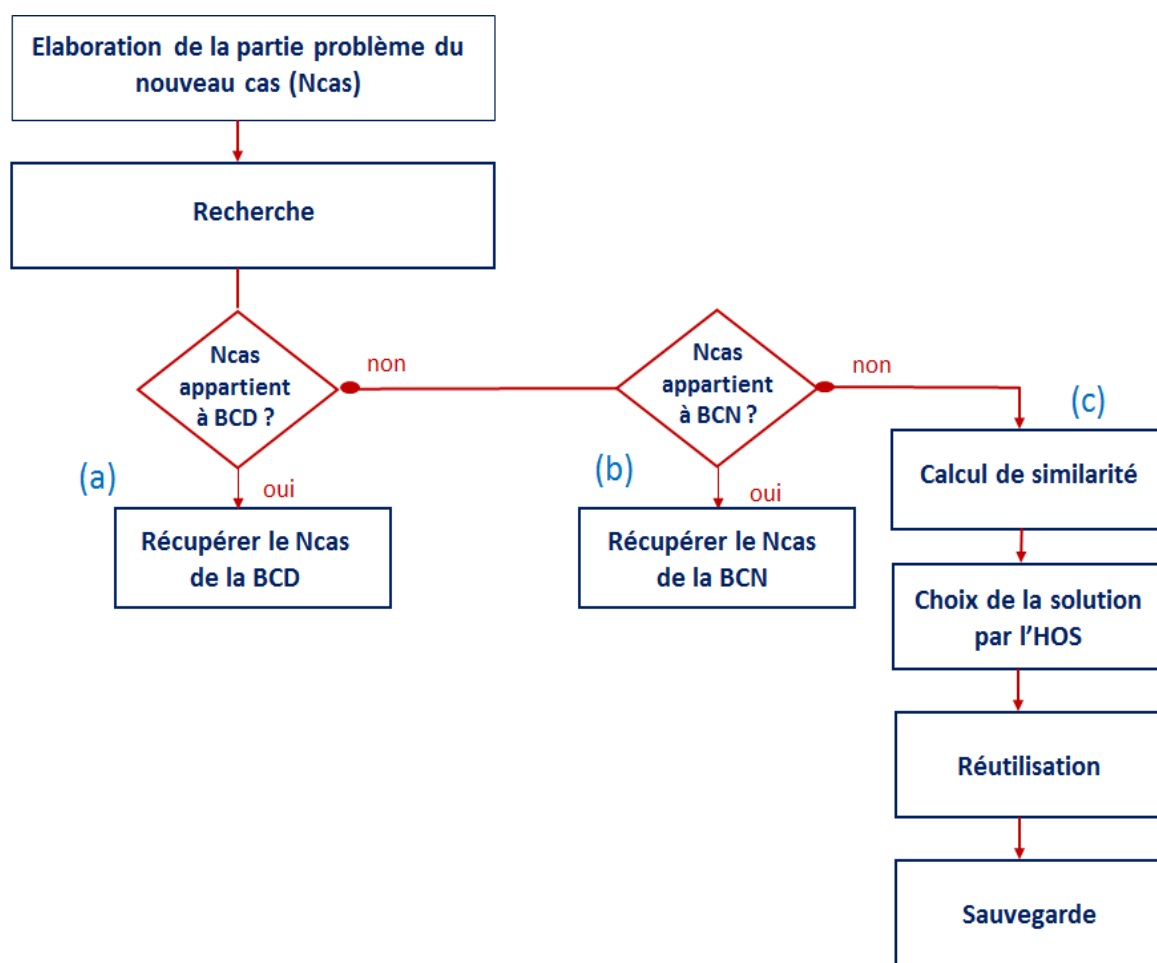 Elaboration de la partie problème du
nouveau cas (Ncas)
Recherche
Ncas
appartient
à BCD ?
non
Ncas
appartient
à BCN ?
non
(c)
(a)
oui
(b)
oui
Calcul de similarité
Récupérer le Ncas
de la BCD
Récupérer le Ncas
de la BCN
Choix de la solution
par l'HOS
Réutilisation
Sauvegarde